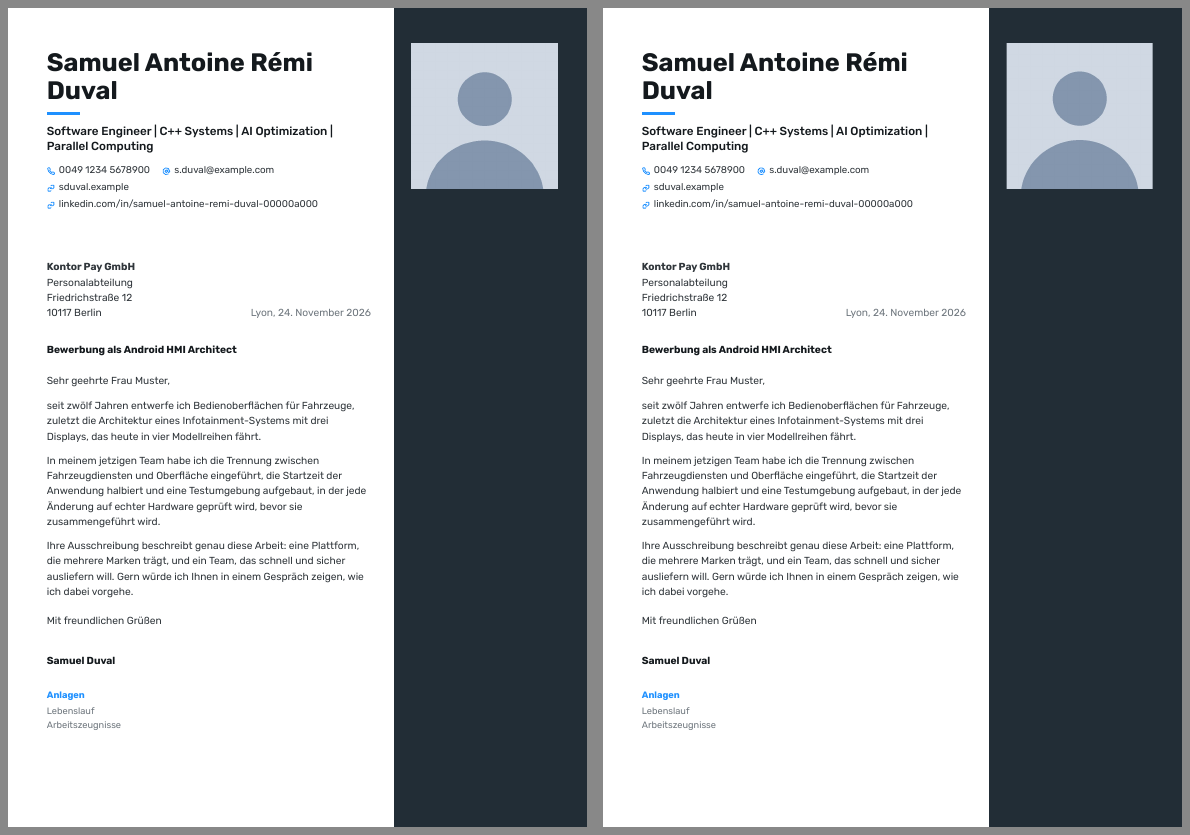 Samuel Antoine Rémi
Duval
Software Engineer | C++ Systems | AI Optimization |
Parallel Computing
0049 1234 5678900 s.duval@example.com
sduval.example
linkedin.com/in/samuel-antoine-remi-duval-00000a000
Kontor Pay GmbH
Personalabteilung
Friedrichstraße 12
10117 Berlin
Lyon, 24. November 2026
Bewerbung als Android HMI Architect
Sehr geehrte Frau Muster,
seit zwölf Jahren entwerfe ich Bedienoberflächen für Fahrzeuge,
zuletzt die Architektur eines Infotainment-Systems mit drei
Displays, das heute in vier Modellreihen fährt.
In meinem jetzigen Team habe ich die Trennung zwischen
Fahrzeugdiensten und Oberfläche eingeführt, die Startzeit der
Anwendung halbiert und eine Testumgebung aufgebaut, in der jede
Änderung auf echter Hardware geprüft wird, bevor sie
zusammengeführt wird.
Ihre Ausschreibung beschreibt genau diese Arbeit: eine Plattform,
die mehrere Marken trägt, und ein Team, das schnell und sicher
ausliefern will. Gern würde ich Ihnen in einem Gespräch zeigen, wie
ich dabei vorgehe.
Mit freundlichen Grüßen
Samuel Duval
Anlagen
Lebenslauf
Arbeitszeugnisse
Samuel Antoine Rémi
Duval
Software Engineer | C++ Systems | AI Optimization |
Parallel Computing
0049 1234 5678900 s.duval@example.com
sduval.example
linkedin.com/in/samuel-antoine-remi-duval-00000a000
Kontor Pay GmbH
Personalabteilung
Friedrichstraße 12
10117 Berlin
Lyon, 24. November 2026
Bewerbung als Android HMI Architect
Sehr geehrte Frau Muster,
seit zwölf Jahren entwerfe ich Bedienoberflächen für Fahrzeuge,
zuletzt die Architektur eines Infotainment-Systems mit drei
Displays, das heute in vier Modellreihen fährt.
In meinem jetzigen Team habe ich die Trennung zwischen
Fahrzeugdiensten und Oberfläche eingeführt, die Startzeit der
Anwendung halbiert und eine Testumgebung aufgebaut, in der jede
Änderung auf echter Hardware geprüft wird, bevor sie
zusammengeführt wird.
Ihre Ausschreibung beschreibt genau diese Arbeit: eine Plattform,
die mehrere Marken trägt, und ein Team, das schnell und sicher
ausliefern will. Gern würde ich Ihnen in einem Gespräch zeigen, wie
ich dabei vorgehe.
Mit freundlichen Grüßen
Samuel Duval
Anlagen
Lebenslauf
Arbeitszeugnisse